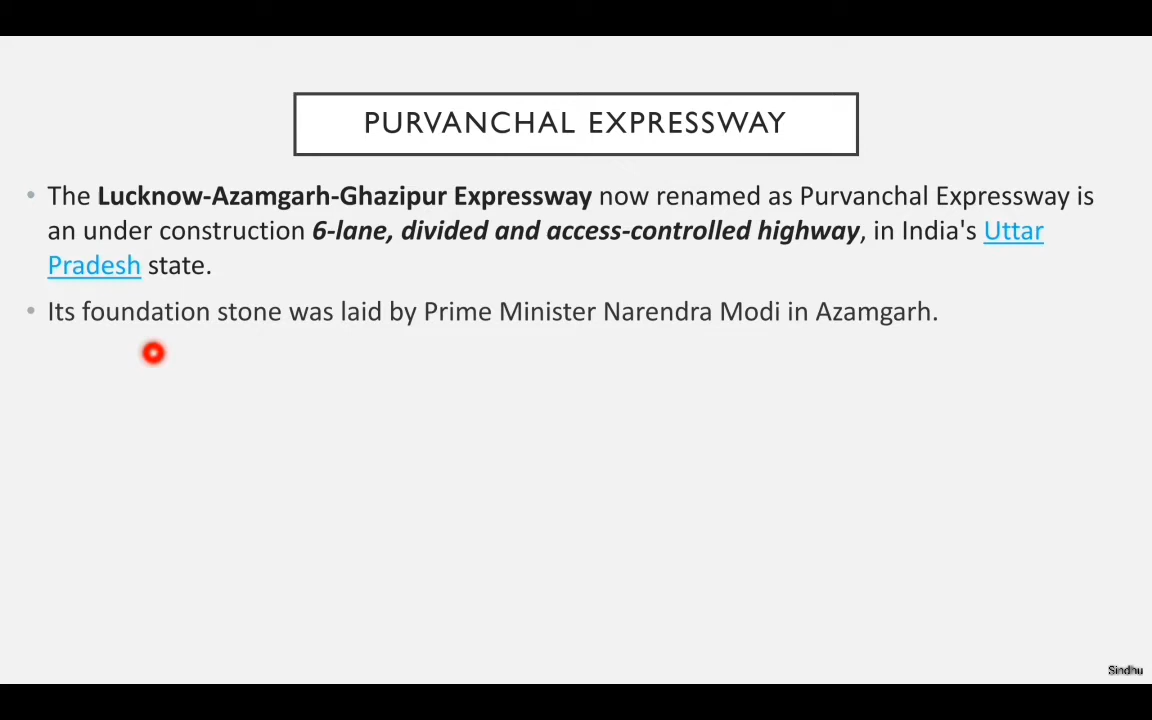 PURVANCHAL EXPRESSWAY
• The Lucknow-Azamgarh-Ghazipur Expressway now renamed as Purvanchal Expressway is
an under construction 6-lane, divided and access-controlled highway, in India's Uttar
Pradesh state.
• Its foundation stone was laid by Prime Minister Narendra Modi in Azamgarh.
Sindhu